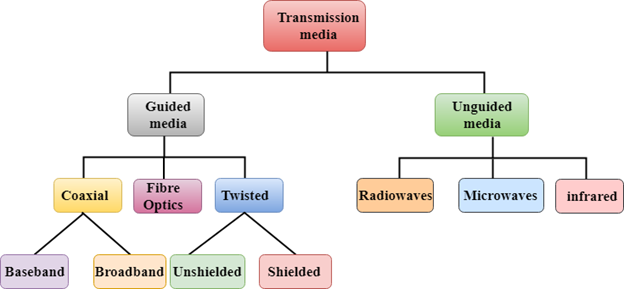 Transmission
media
Guided
media
Unguided
media
Coaxial
Fibre
Optics
Twisted
Radiowaves
Microwaves
infrared
Baseband
Broadband
Unshielded
Shielded